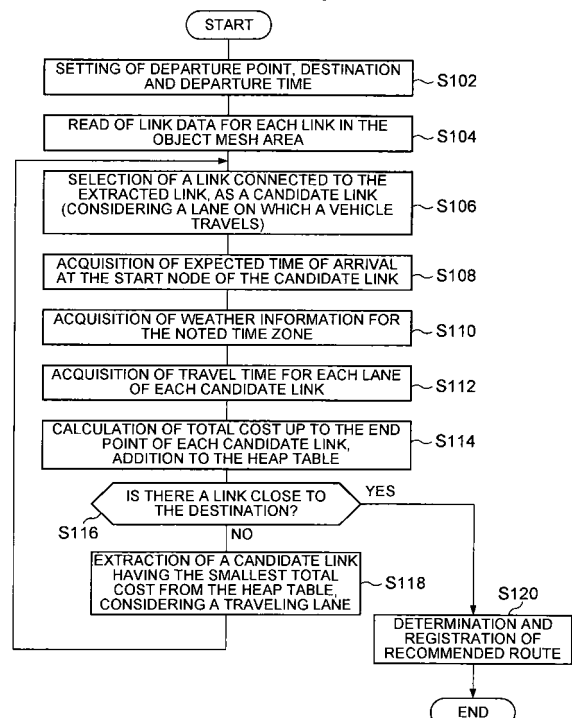 START
SETTING OF DEPARTURE POINT, DESTINATION
AND DEPARTURE TIME
S102
READ OF LINK DATA FOR EACH LINK IN THE
OBJECT MESH AREA
S104
SELECTION OF A LINK CONNECTED TO THE
EXTRACTED LINK, AS A CANDIDATE LINK
(CONSIDERING A LANE ON WHICH A VEHICLE
TRAVELS)
S106
ACQUISITION OF EXPECTED TIME OF ARRIVAL
AT THE START NODE OF THE CANDIDATE LINK
S108
ACQUISITION OF WEATHER INFORMATION FOR
THE NOTED TIME ZONE
S110
ACQUISITION OF TRAVEL TIME FOR EACH LANE
OF EACH CANDIDATE LINK
S112
CALCULATION OF TOTAL COST UP TO THE END
POINT OF EACH CANDIDATE LINK,
ADDITION TO THE HEAP TABLE
S114
IS THERE A LINK CLOSE TO
THE DESTINATION?
S116
YES
NO
EXTRACTION OF A CANDIDATE LINK
HAVING THE SMALLEST TOTAL
COST FROM THE HEAP TABLE,
CONSIDERING A TRAVELING LANE
S118
S120
DETERMINATION AND
REGISTRATION OF
RECOMMENDED ROUTE
END